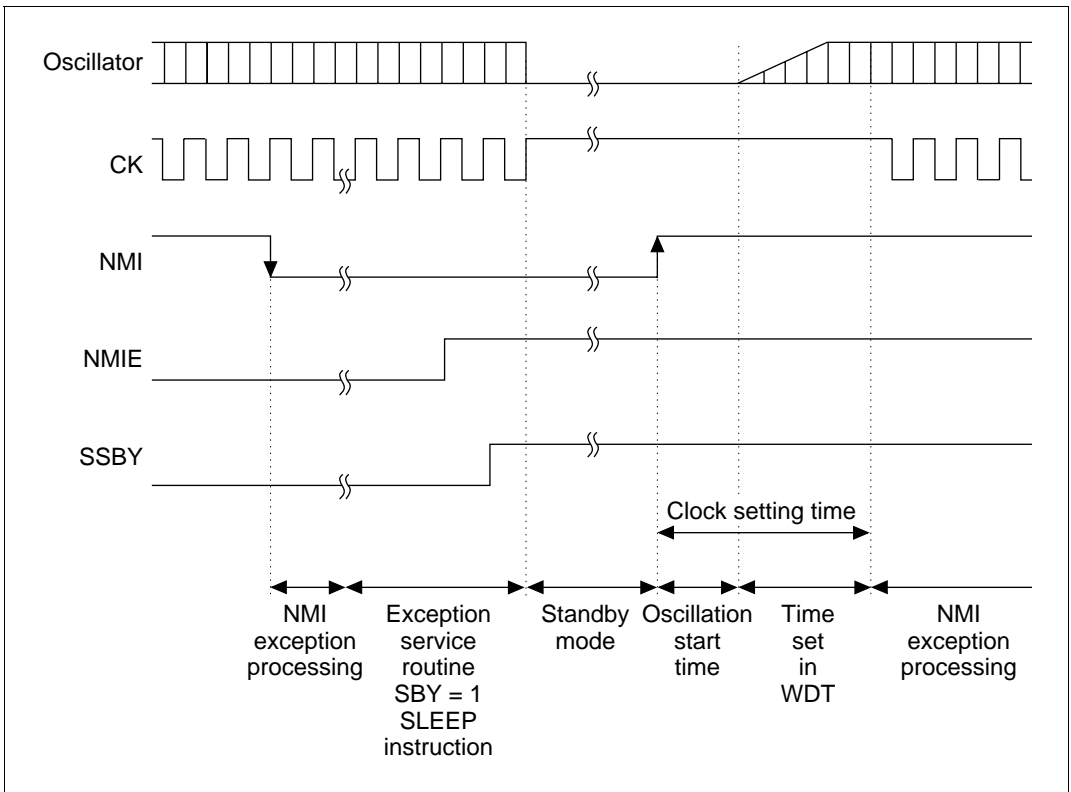 Oscillator
CK
NMI
NMIE
SSBY
Clock setting time
NMI
exception
processing
Exception
service
routine
SBY = 1
SLEEP
instruction
Standby
mode
Oscillation
start
time
Time
set
in
WDT
NMI
exception
processing